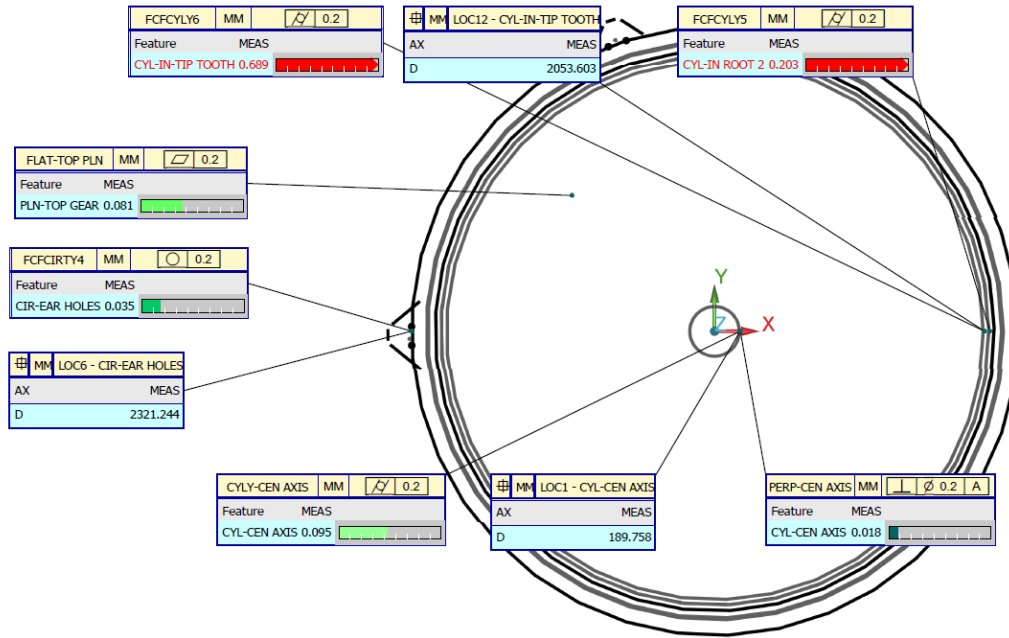 FCFCYLY6 MM 0.2
Feature MEAS
CYL-IN-TIP TOOTH 0.689
MM LOC12 - CYL-IN-TIP TOOTH
AX MEAS
D 2053.603
FCFCYLY5 MM 0.2
Feature MEAS
CYL-IN ROOT 2 0.203
FLAT-TOP PLN MM 0.2
Feature MEAS
PLN-TOP GEAR 0.081
FCFCIRTY4 MM 0.2
Feature MEAS
CIR-EAR HOLES 0.035
Y
Z X
MM LOC6 - CIR-EAR HOLES
AX MEAS
D 2321.244
CYLY-CEN AXIS MM 0.2
Feature MEAS
CYL-CEN AXIS 0.095
MM LOC1 - CYL-CEN AXIS
AX MEAS
D 189.758
PERP-CEN AXIS MM ⊥ Ø 0.2 A
Feature MEAS
CYL-CEN AXIS 0.018